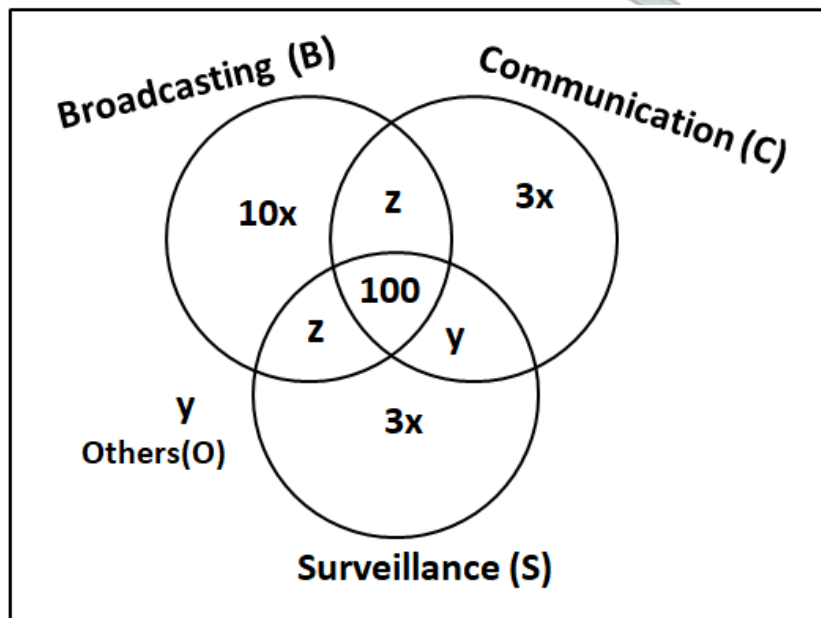 Broadcasting (B)
Communication (C)
10x
z
3x
100
z
y
y
Others(O)
3x
Surveillance (S)